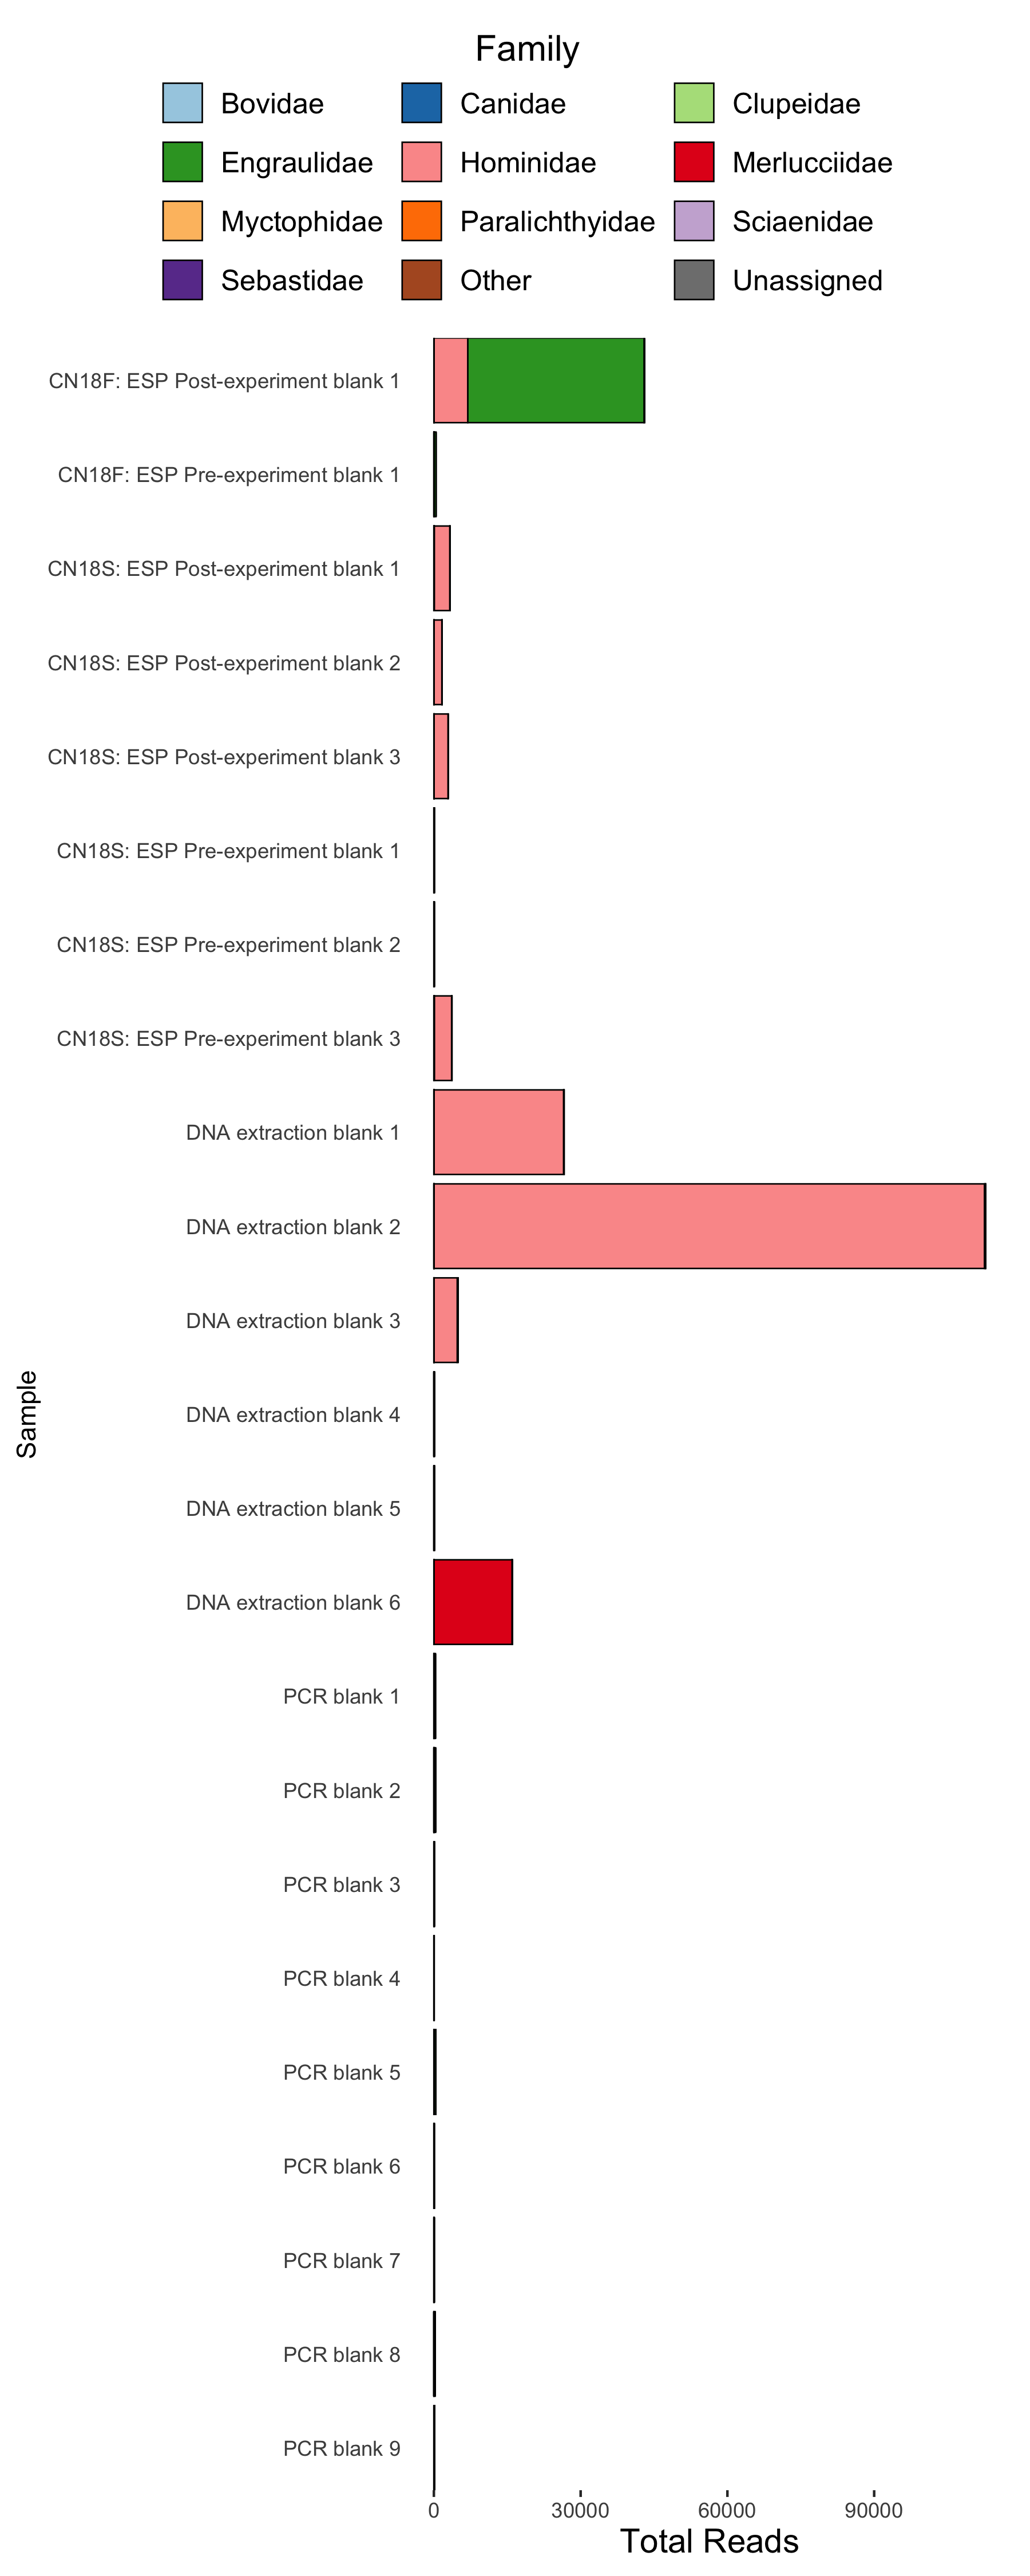 Family
Bovidae Canidae Clupeidae
Engraulidae Hominidae Merlucciidae
Myctophidae Paralichthyidae Sciaenidae
Sebastidae Other Unassigned
CN18F: ESP Post-experiment blank 1
CN18F: ESP Pre-experiment blank 1
CN18S: ESP Post-experiment blank 1
CN18S: ESP Post-experiment blank 2
CN18S: ESP Post-experiment blank 3
CN18S: ESP Pre-experiment blank 1
CN18S: ESP Pre-experiment blank 2
CN18S: ESP Pre-experiment blank 3
DNA extraction blank 1
DNA extraction blank 2
DNA extraction blank 3
DNA extraction blank 4
DNA extraction blank 5
DNA extraction blank 6
PCR blank 1
PCR blank 2
PCR blank 3
PCR blank 4
PCR blank 5
PCR blank 6
PCR blank 7
PCR blank 8
PCR blank 9
Sample
0 30000 60000 90000
Total Reads